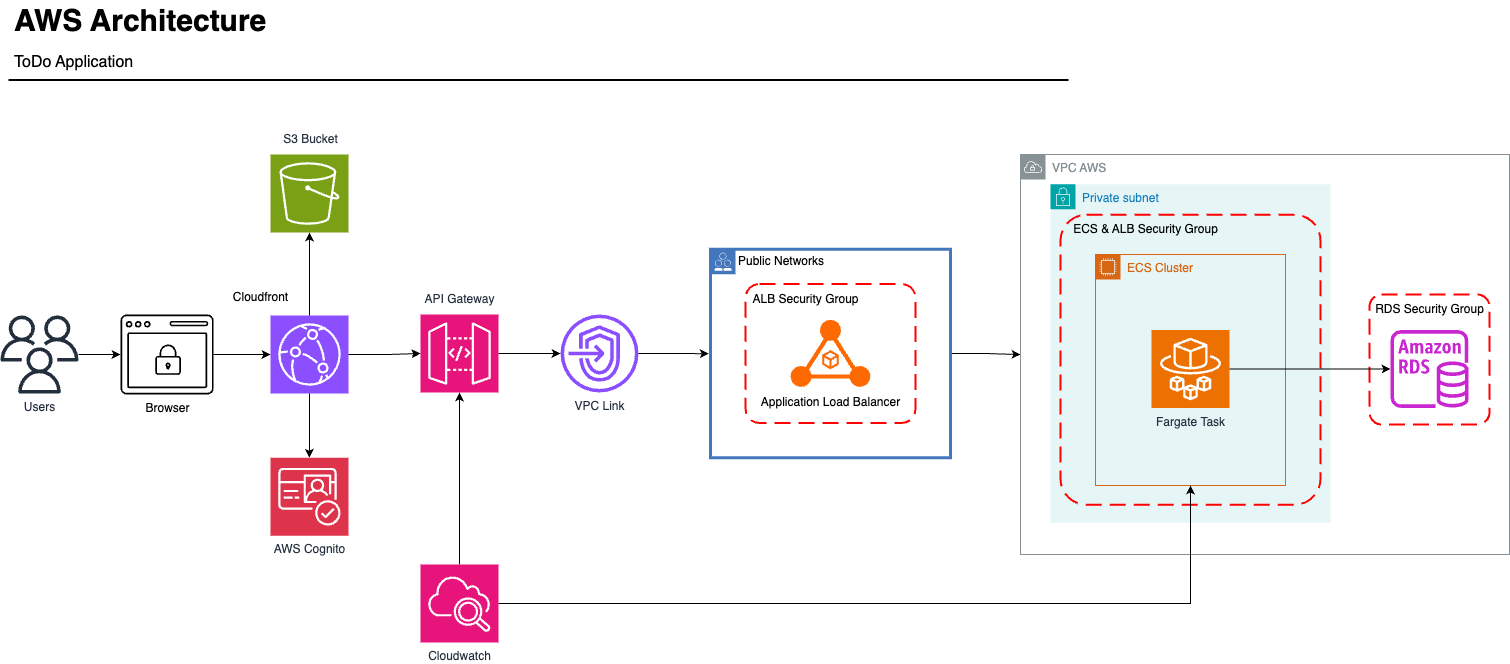 AWS Architecture
ToDo Application
S3 Bucket
VPC AWS
Private subnet
ECS & ALB Security Group
Public Networks
ECS Cluster
Cloudfront
API Gateway
ALB Security Group
RDS Security Group
</>
Amazon
RDS
Users
Browser
VPC Link
Application Load Balancer
Fargate Task
AWS Cognito
Cloudwatch